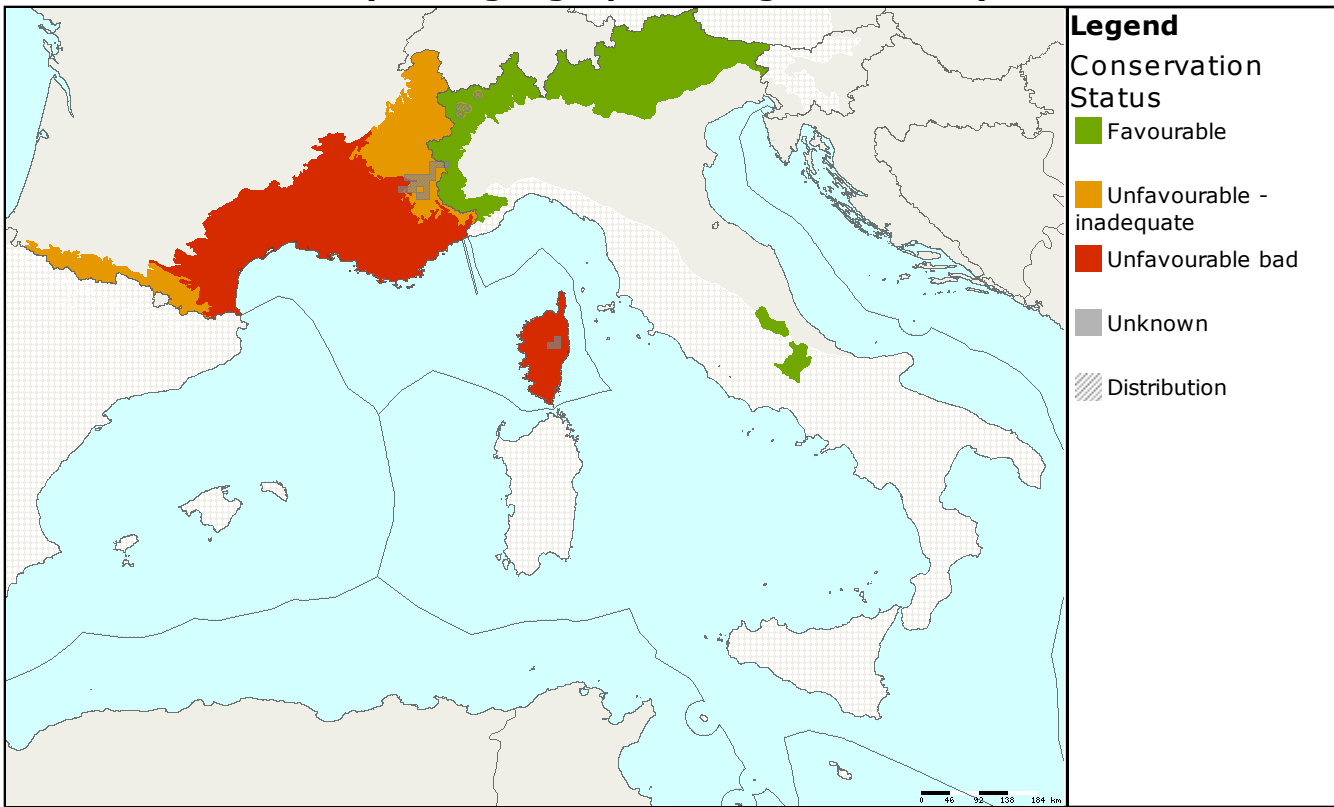 Legend
Conservation
Status
Favourable
Unfavourable -
inadequate
Unfavourable bad
Unknown
Distribution
0 46 92 138 184 km